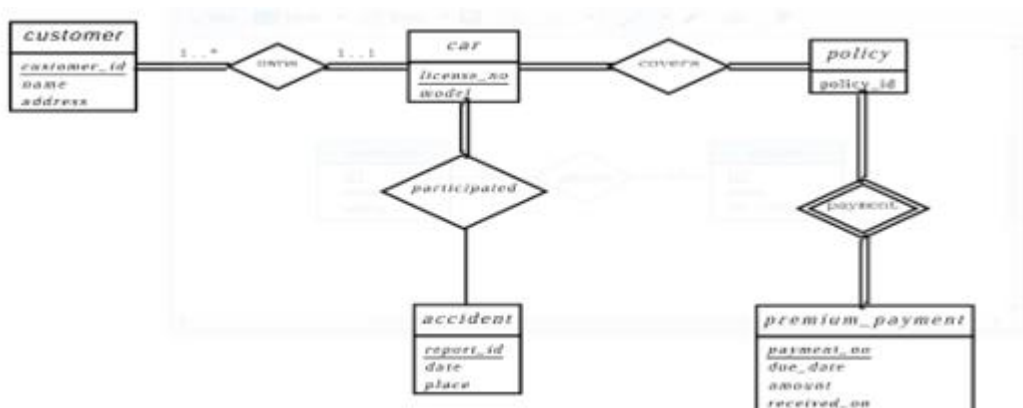 customer
customer_id
name
address
1..*
owns
1..1
car
license_no
model
covers
policy
policy_id
participated
payment
accident
report_id
date
place
premium_payment
payment_no
due_date
amount
received_on